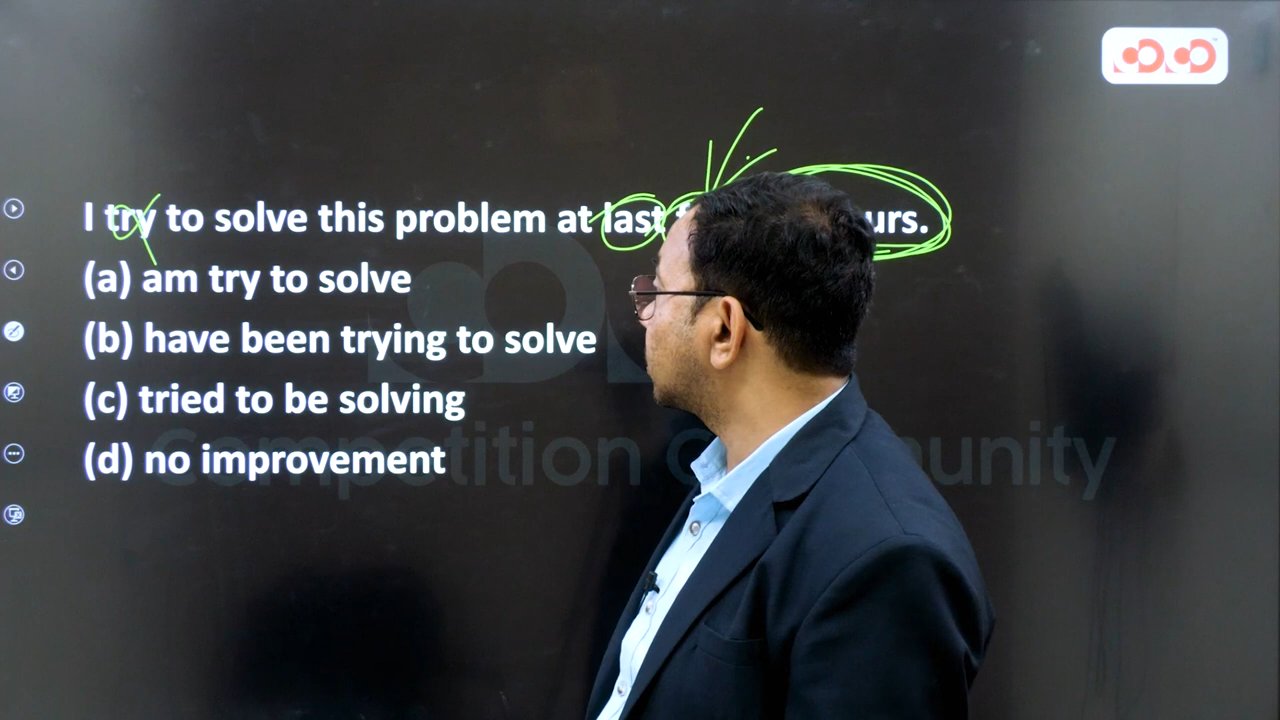 I try to solve this problem at last urs.
(a) am try to solve
(b) have been trying to solve
(c) tried to be solving
(d) no improvement
Competition